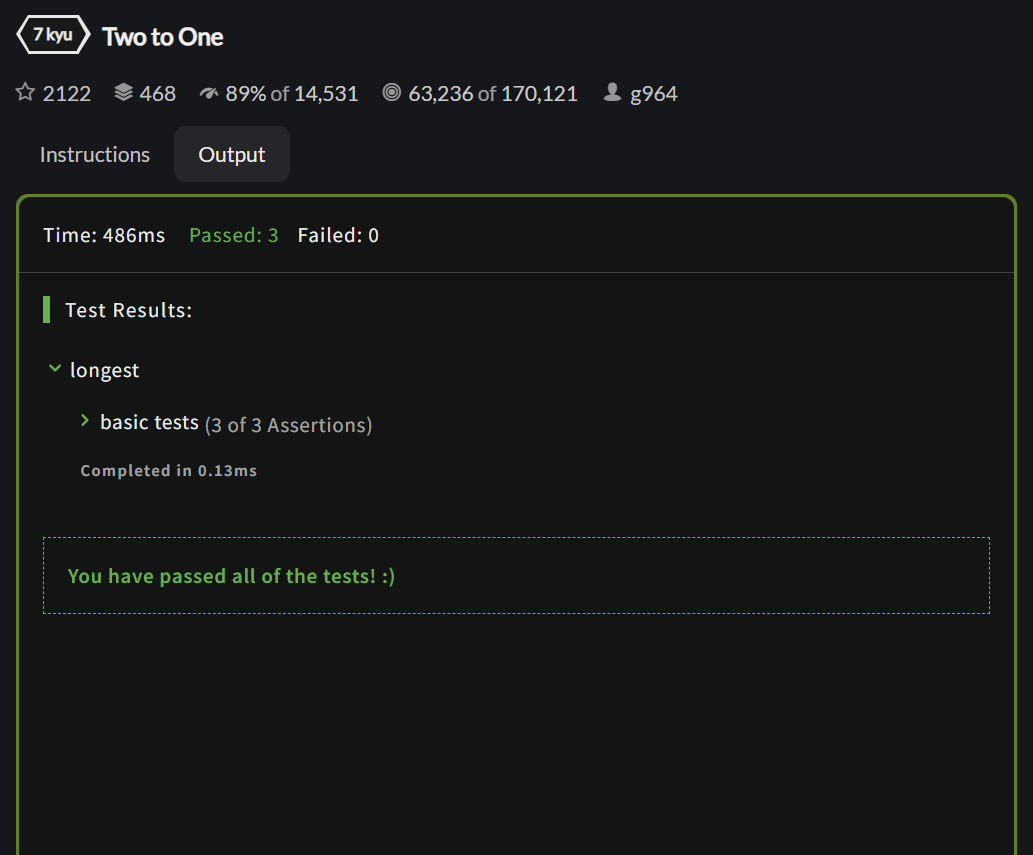 7 kyu Two to One
2122 468 89% of 14,531 63,236 of 170,121 g964
Instructions Output
Time: 486ms Passed: 3 Failed: 0
Test Results:
longest
basic tests (3 of 3 Assertions)
Completed in 0.13ms
You have passed all of the tests! :)